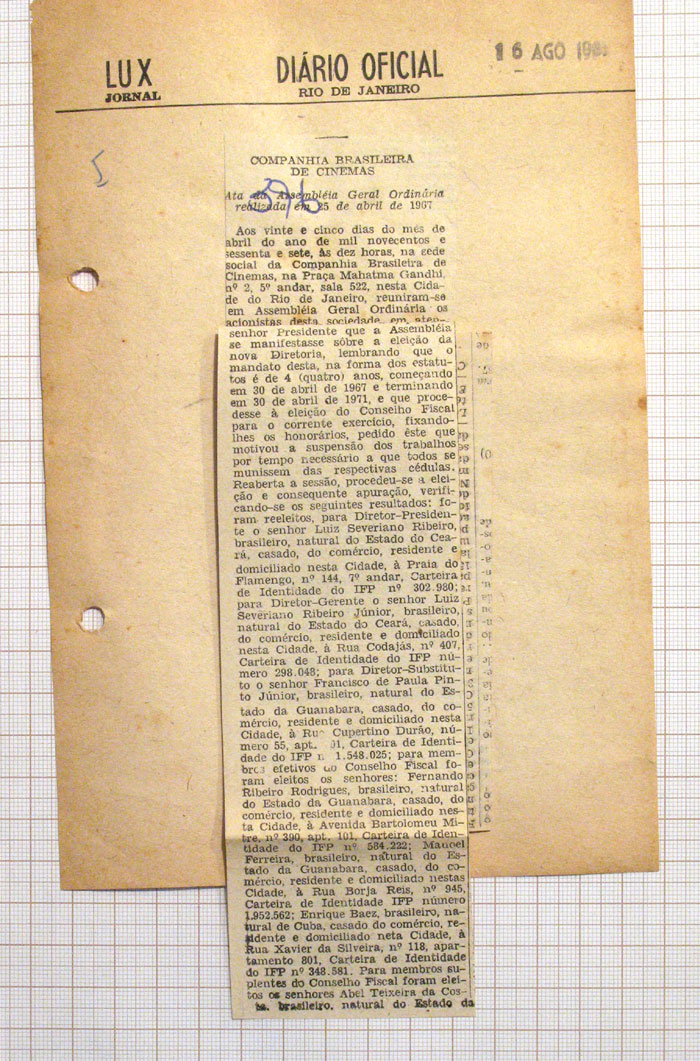 LUX
JORNAL
DIÁRIO OFICIAL
RIO DE JANEIRO
16 AGO
COMPANHIA BRASILEIRA
DE CINEMAS
Ata da Assembléia Geral Ordinária
realizada em 25 de abril de 1967
Aos vinte e cinco dias do mês de
abril do ano de mil novecentos e
sessenta e sete, às dez horas, na sede
social da Companhia Brasileira de
Cinemas, na Praça Mahatma Gandhi,
nº 2, 5º andar, sala 522, nesta Cida-
de do Rio de Janeiro, reuniram-se
em Assembléia Geral Ordinária os
acionistas desta sociedade, em aten-
senhor Presidente que a Assembléia
se manifestasse sôbre a eleição da
nova Diretoria, lembrando que o
mandato desta, na forma dos estatu-
tos é de 4 (quatro) anos, começando
em 30 de abril de 1967 e terminando
em 30 de abril de 1971, e que proce-
desse à eleição do Conselho Fiscal
para o corrente exercício, fixando-
lhes os honorários, pedido êste que
motivou a suspensão dos trabalhos
por tempo necessário a que todos se
munissem das respectivas cédulas.
Reaberta a sessão, procedeu-se a elei-
ção e consequente apuração, verifi-
cando-se os seguintes resultados: fo-
ram reeleitos, para Diretor-Presiden-
te o senhor Luiz Severiano Ribeiro,
brasileiro, natural do Estado do Cea-
rá, casado, do comércio, residente e
domiciliado nesta Cidade, à Praia do
Flamengo, nº 144, 7º andar, Carteira
de Identidade do IFP nº 302.980;
para Diretor-Gerente o senhor Luiz
Severiano Ribeiro Júnior, brasileiro,
natural do Estado do Ceará, casado,
do comércio, residente e domiciliado
nesta Cidade, à Rua Codajás, nº 407,
Carteira de Identidade do IFP nú-
mero 298.048; para Diretor-Substitu-
to o senhor Francisco de Paula Pin-
to Júnior, brasileiro, natural do Es-
tado da Guanabara, casado, do co-
mércio, residente e domiciliado nesta
Cidade, à Rua Cupertino Durão, nú-
mero 55, apt. 01, Carteira de Identi-
dade do IFP n 1.548.025; para mem-
bros efetivos do Conselho Fiscal fo-
ram eleitos os senhores: Fernando
Ribeiro Rodrigues, brasileiro, natural
do Estado da Guanabara, casado, do
comércio, residente e domiciliado nes-
ta Cidade, à Avenida Bartolomeu Mi-
tre, nº 390, apt. 101, Carteira de Iden-
tidade do IFP nº 584.222; Manoel
Ferreira, brasileiro, natural do Es-
tado da Guanabara, casado, do co-
mércio, residente e domiciliado nestas
Cidade, à Rua Borja Reis, nº 945,
Carteira de Identidade IFP número
1.952.562; Enrique Baez, brasileiro, na-
tural de Cuba, casado do comércio, re-
sidente e domiciliado neta Cidade, à
Rua Xavier da Silveira, nº 118, apar-
tamento 801, Carteira de Identidade
do IFP nº 348.581. Para membros su-
plentes do Conselho Fiscal foram elei-
tos os senhores Abel Teixeira da Cos-
ta, brasileiro, natural do Estado da